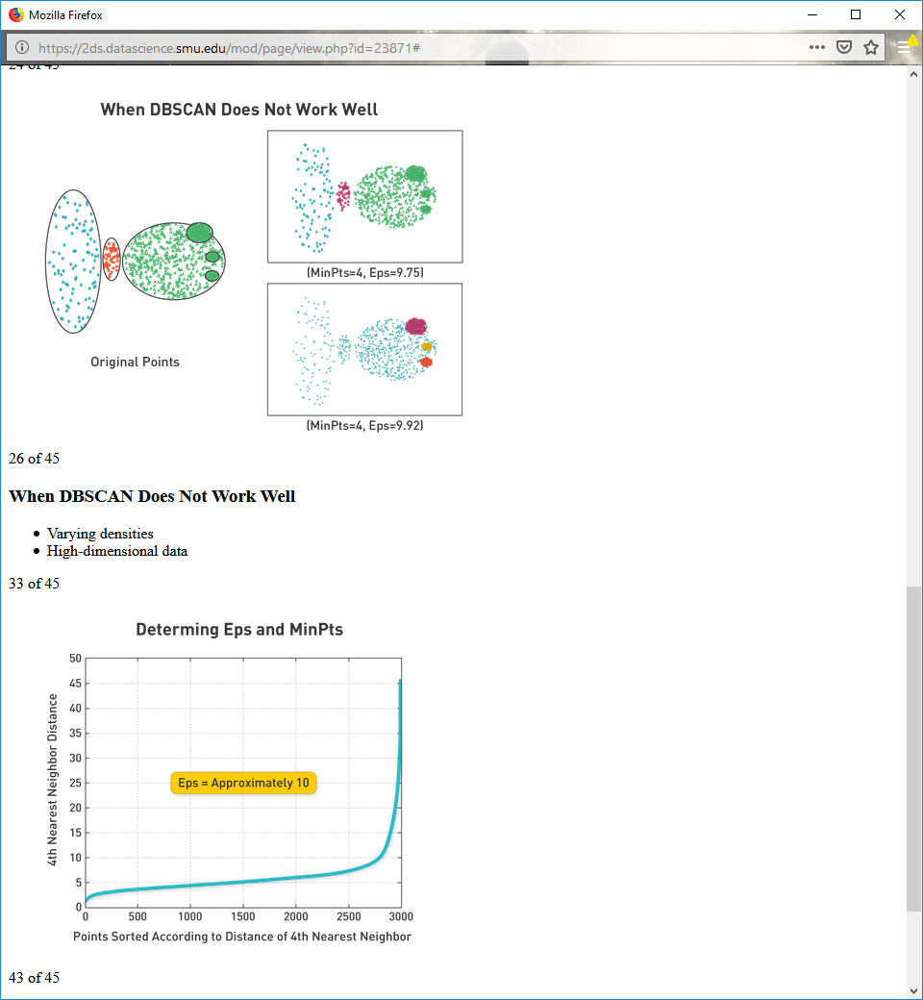 Mozilla Firefox
https://2ds.datascience.smu.edu/mod/page/view.php?id=23871#
24 of 45
When DBSCAN Does Not Work Well
(MinPts=4, Eps=9.75)
Original Points
(MinPts=4, Eps=9.92)
26 of 45
When DBSCAN Does Not Work Well
Varying densities
High-dimensional data
33 of 45
Determing Eps and MinPts
50
45
40
35
30
25
20
15
10
5
0
4th Nearest Neighbor Distance
Eps = Approximately 10
0 500 1000 1500 2000 2500 3000
Points Sorted According to Distance of 4th Nearest Neighbor
43 of 45